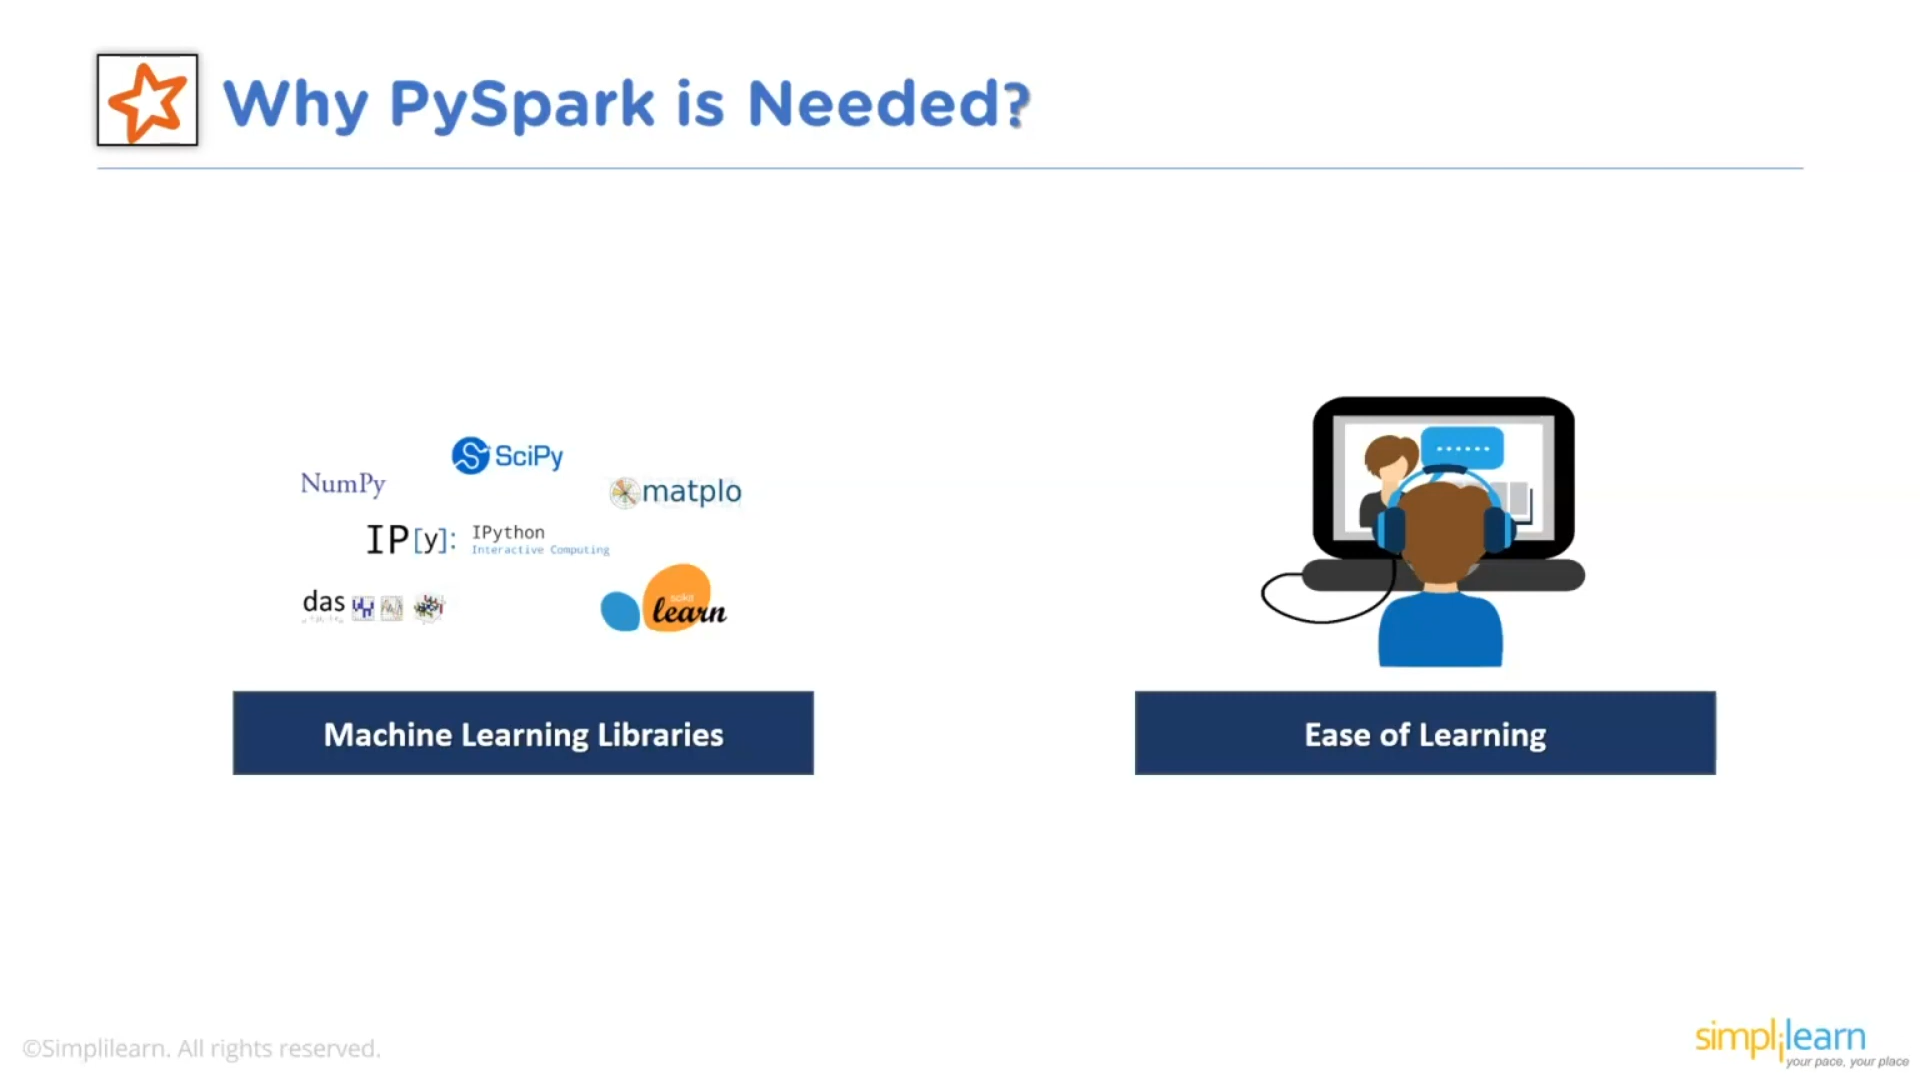 Why PySpark is Needed?
SciPy
NumPy
matplo
IP[y]: IPython
Interactive Computing
das
scikit
learn
Machine Learning Libraries
Ease of Learning
©Simplilearn. All rights reserved.
simplilearn
your pace, your place